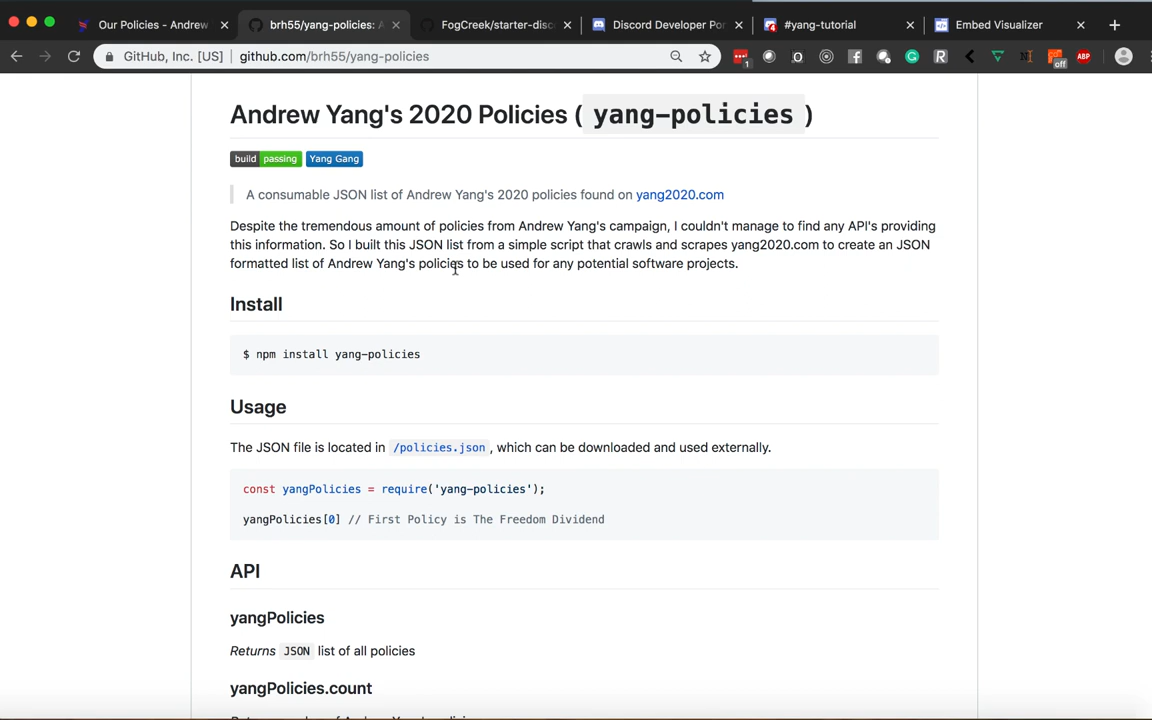 Our Policies - Andrew
brh55/yang-policies: A
FogCreek/starter-disc
Discord Developer Por
#yang-tutorial
Embed Visualizer
GitHub, Inc. [US] | github.com/brh55/yang-policies
1
off
ABP
Andrew Yang's 2020 Policies ( yang-policies )
build passing Yang Gang
A consumable JSON list of Andrew Yang's 2020 policies found on yang2020.com
Despite the tremendous amount of policies from Andrew Yang's campaign, I couldn't manage to find any API's providing
this information. So I built this JSON list from a simple script that crawls and scrapes yang2020.com to create an JSON
formatted list of Andrew Yang's policies to be used for any potential software projects.
Install
$ npm install yang-policies
Usage
The JSON file is located in /policies.json , which can be downloaded and used externally.
const yangPolicies = require('yang-policies');
yangPolicies[0] // First Policy is The Freedom Dividend
API
yangPolicies
Returns JSON list of all policies
yangPolicies.count